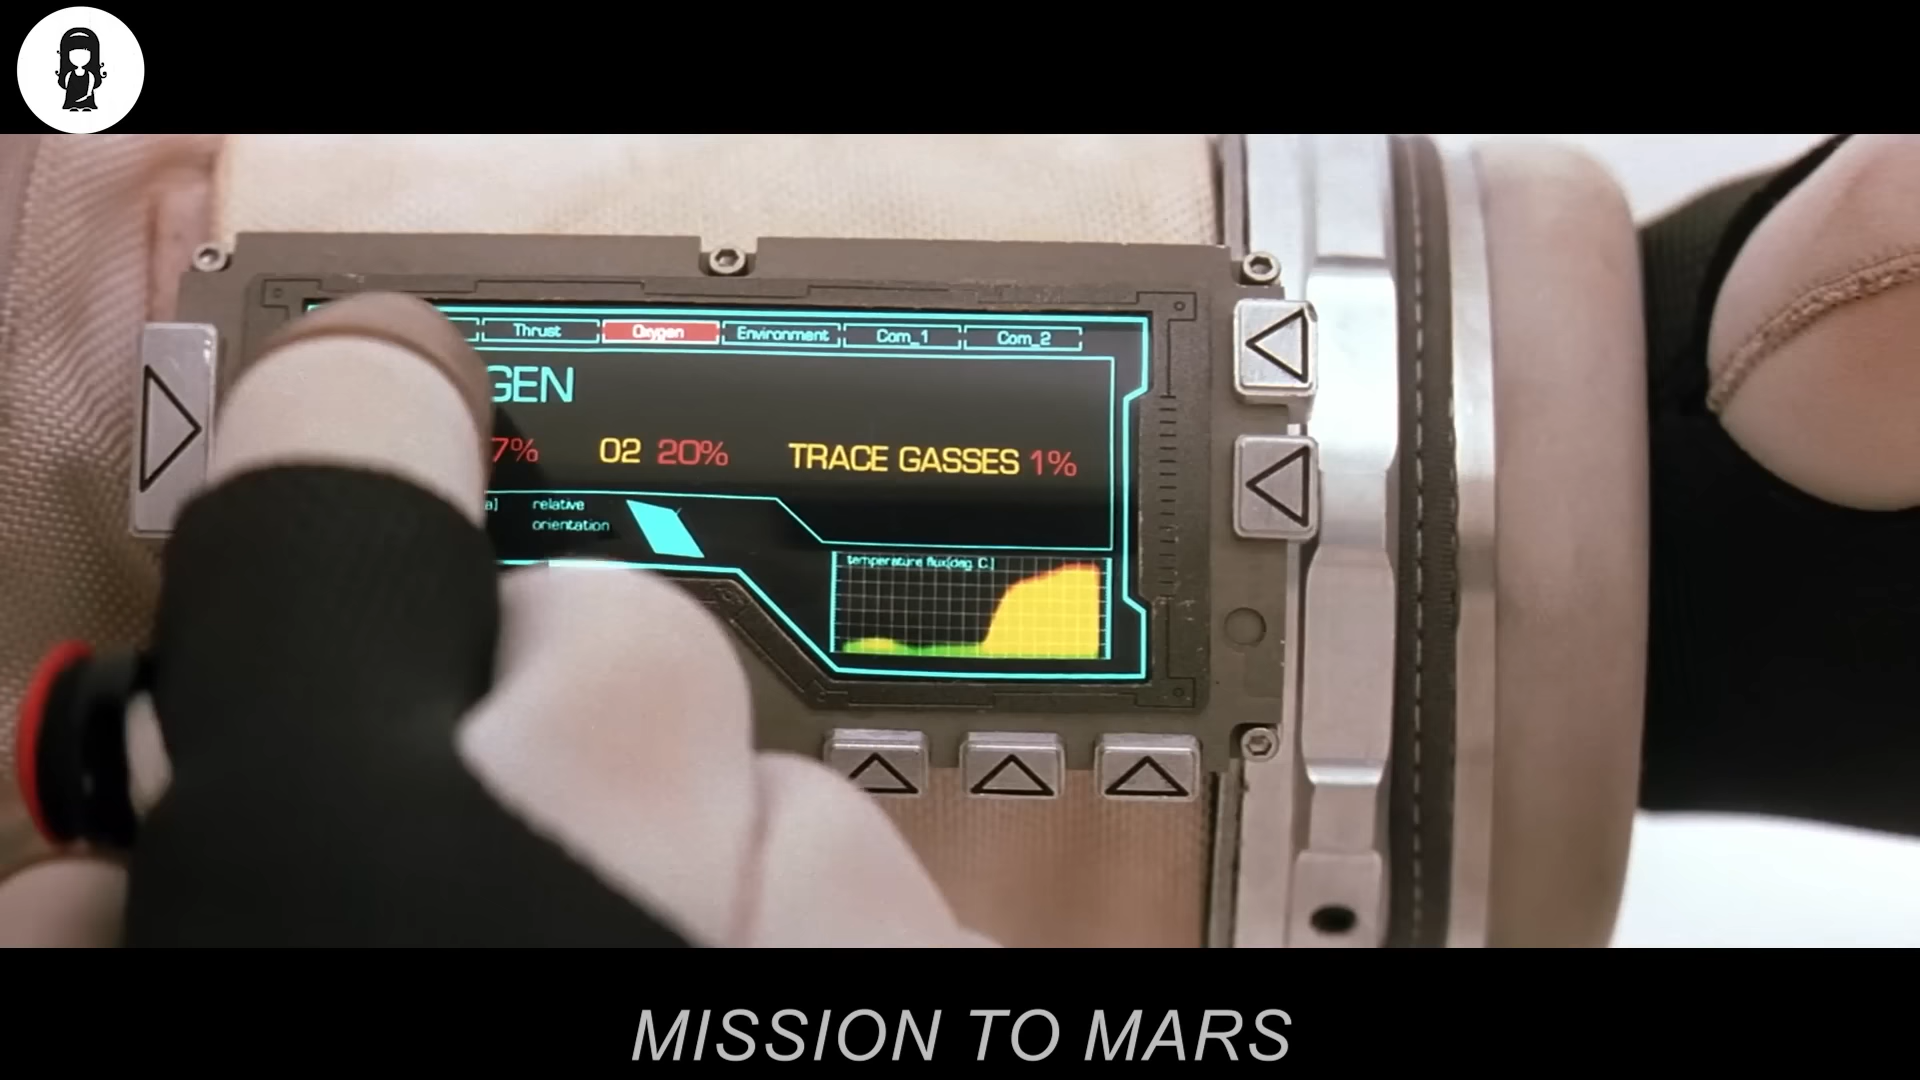 Thrust
Oxygen
Environment
Com_1
Com_2
GEN
7% O2 20% TRACE GASSES 1%
a] relative
orientation
temperature flux(deg. C.)
MISSION TO MARS